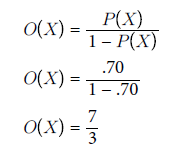 O(X) = P(X) / 1 − P(X)
O(X) = .70 / 1 − .70
O(X) = 7 / 3